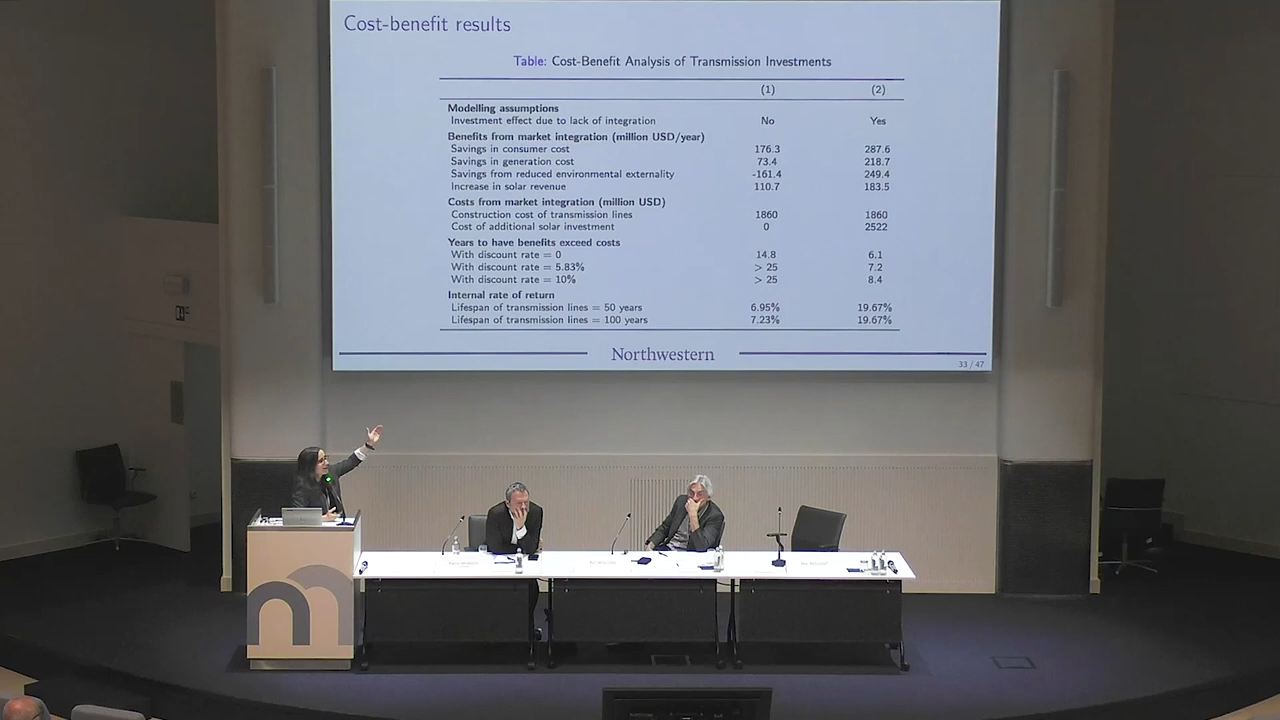 Cost-benefit results
Table: Cost-Benefit Analysis of Transmission Investments
(1) (2)
Modelling assumptions
Investment effect due to lack of integration No Yes
Benefits from market integration (million USD/year)
Savings in consumer cost 176.3 287.6
Savings in generation cost 73.4 218.7
Savings from reduced environmental externality -161.4 249.4
Increase in solar revenue 110.7 183.5
Costs from market integration (million USD)
Construction cost of transmission lines 1860 1860
Cost of additional solar investment 0 2522
Years to have benefits exceed costs
With discount rate = 0 14.8 6.1
With discount rate = 5.83% > 25 7.2
With discount rate = 10% > 25 8.4
Internal rate of return
Lifespan of transmission lines = 50 years 6.95% 19.67%
Lifespan of transmission lines = 100 years 7.23% 19.67%
Northwestern
33 / 47